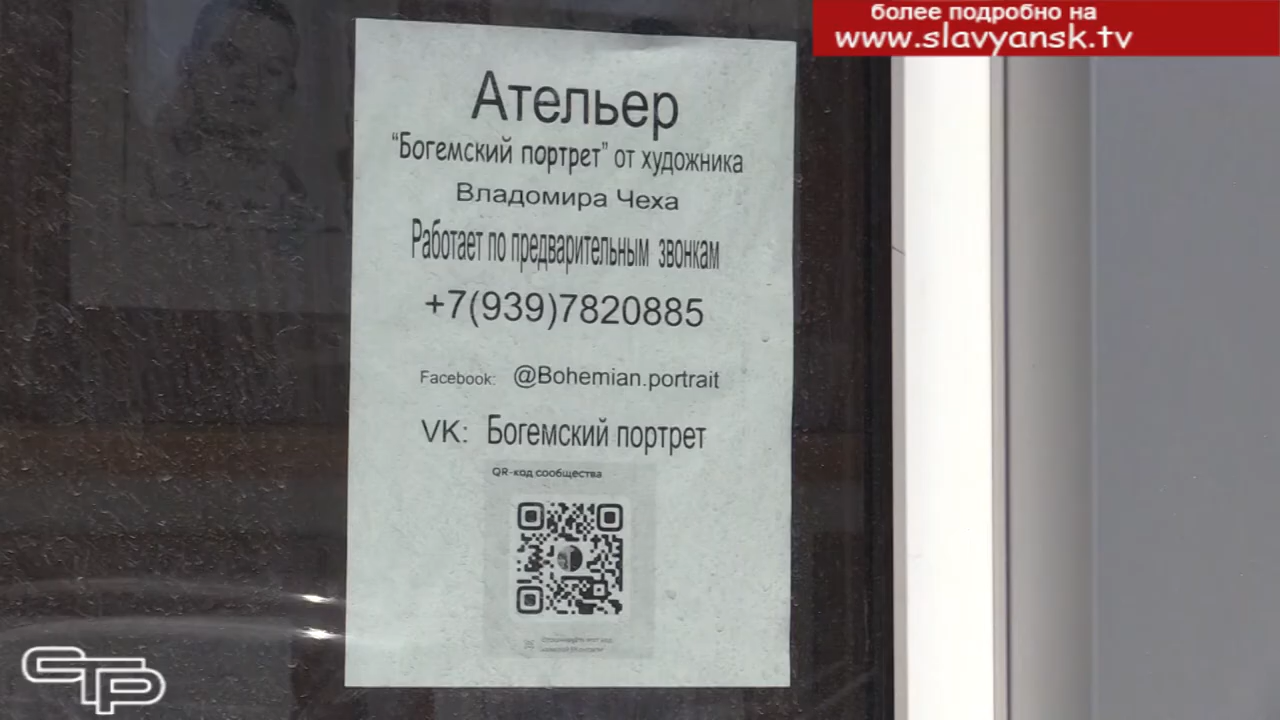 более подробно на
www.slavyansk.tv
Ательер
"Богемский портрет" от художника
Владомира Чеха
Работает по предварительным звонкам
+7(939)7820885
Facebook: @Bohemian.portrait
VK: Богемский портрет
QR-код сообщества
СТР